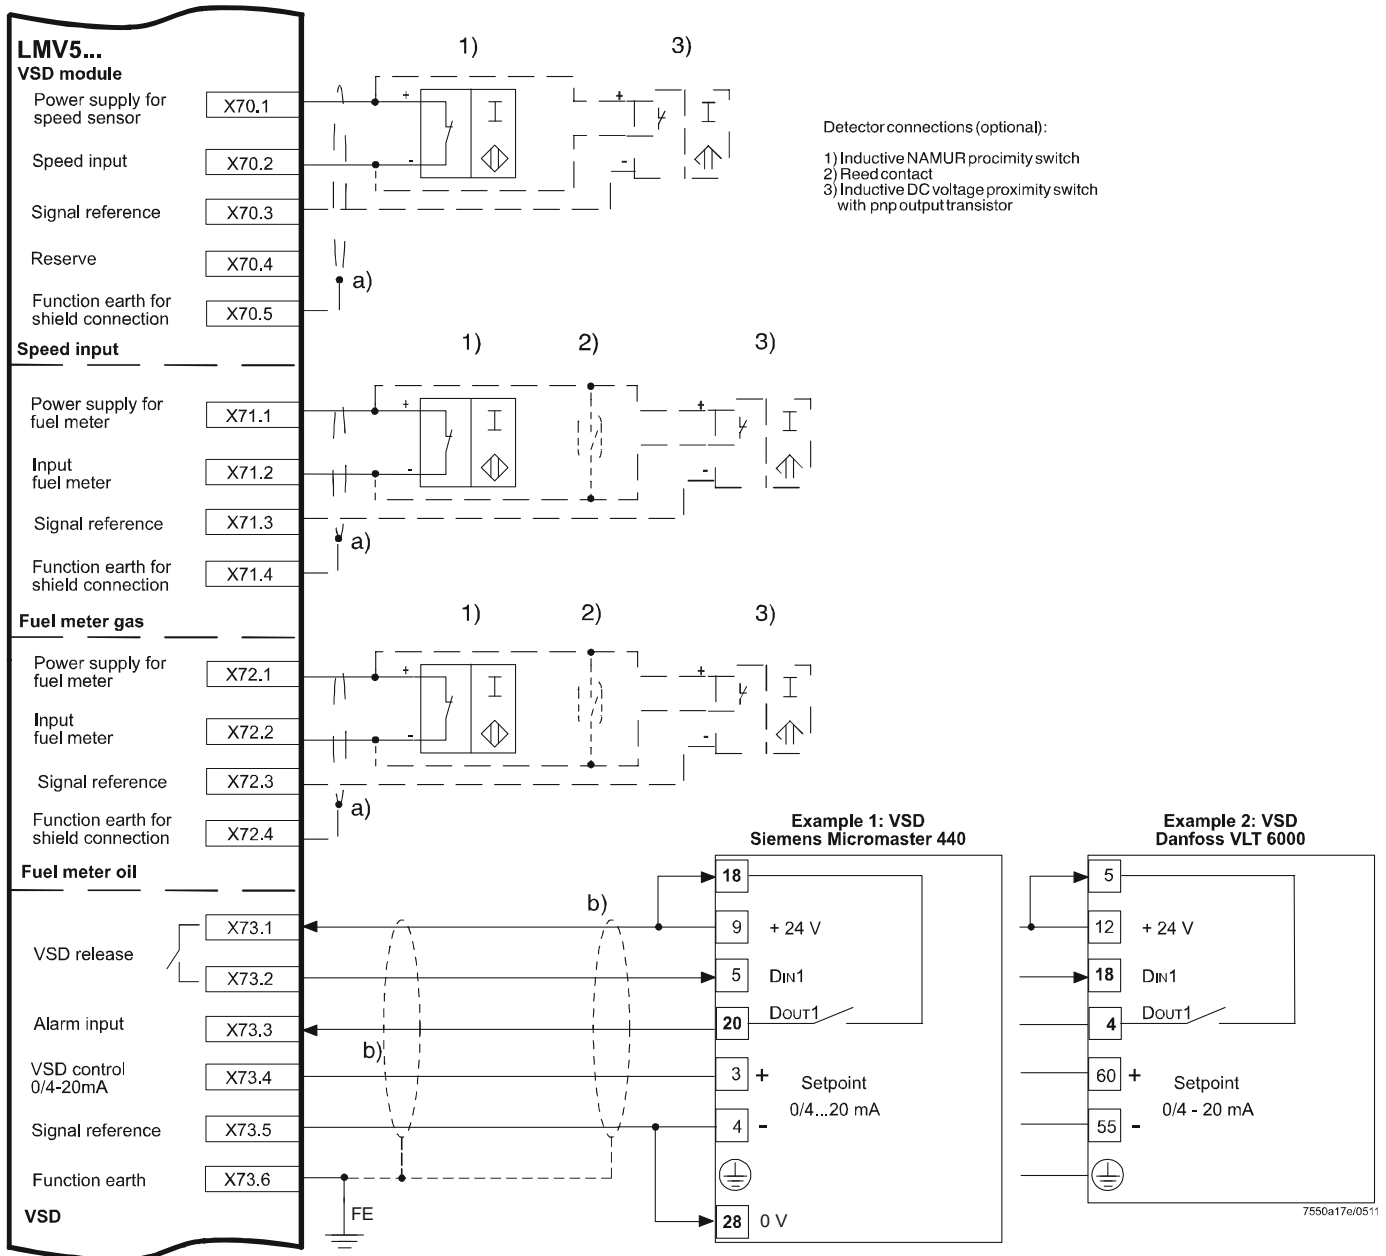 LMV5...
VSD module
1)
3)
Power supply for
speed sensor
X70.1
+
+
Speed input
X70.2
-
-
Signal reference
X70.3
Reserve
X70.4
a)
Function earth for
shield connection
X70.5
Speed input
Detector connections (optional):
1) Inductive NAMUR procimity switch
2) Reed contact
3) Inductive DC voltage proximity switch
with pnp output transistor
1)
2)
3)
Power supply for
fuel meter
X71.1
+
+
Input
fuel meter
X71.2
-
-
Signal reference
X71.3
a)
Function earth for
shield connection
X71.4
Fuel meter gas
1)
2)
3)
Power supply for
fuel meter
X72.1
+
+
Input
fuel meter
X72.2
-
-
Signal reference
X72.3
a)
Function earth for
shield connection
X72.4
Fuel meter oil
VSD release
X73.1
X73.2
Alarm input
X73.3
VSD control
0/4-20mA
X73.4
Signal reference
X73.5
Function earth
X73.6
VSD
b)
b)
FE
Example 1: VSD
Siemens Micromaster 440
18
9 + 24 V
5 DIN1
20 DOUT1
3 +
Setpoint
0/4...20 mA
4 -
28 0 V
Example 2: VSD
Danfoss VLT 6000
5
12 + 24 V
18 DIN1
4 DOUT1
60 +
Setpoint
0/4 - 20 mA
55 -
7550a17e/0511